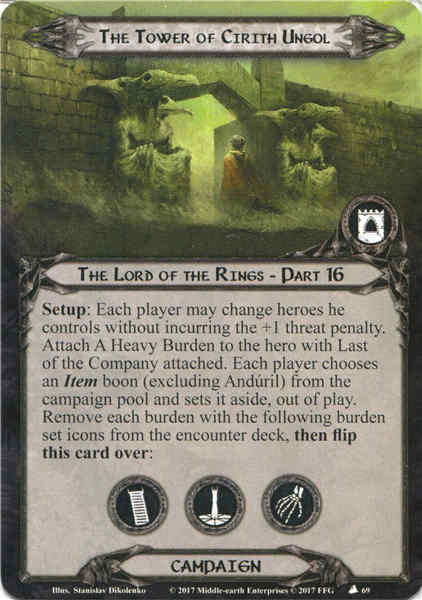 The Tower of Cirith Ungol
The Lord of the Rings - Part 16
Setup: Each player may change heroes he
controls without incurring the +1 threat penalty.
Attach A Heavy Burden to the hero with Last
of the Company attached. Each player chooses
an Item boon (excluding Andúril) from the
campaign pool and sets it aside, out of play.
Remove each burden with the following burden
set icons from the encounter deck, then flip
this card over:
CAMPAIGN
Illus. Stanislav Dikolenko © 2017 Middle-earth Enterprises © 2017 FFG 69